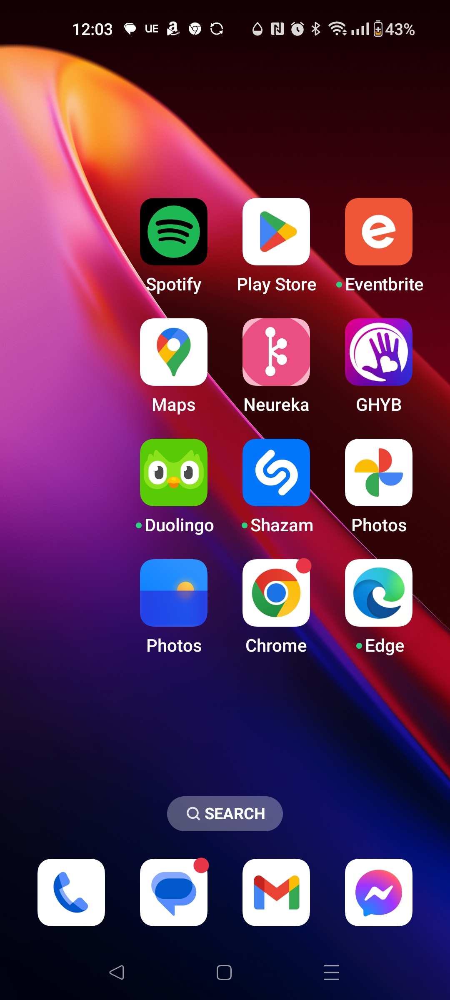 12:03 UE 43%
Spotify Play Store Eventbrite
Maps Neureka GHYB
Duolingo Shazam Photos
Photos Chrome Edge
SEARCH